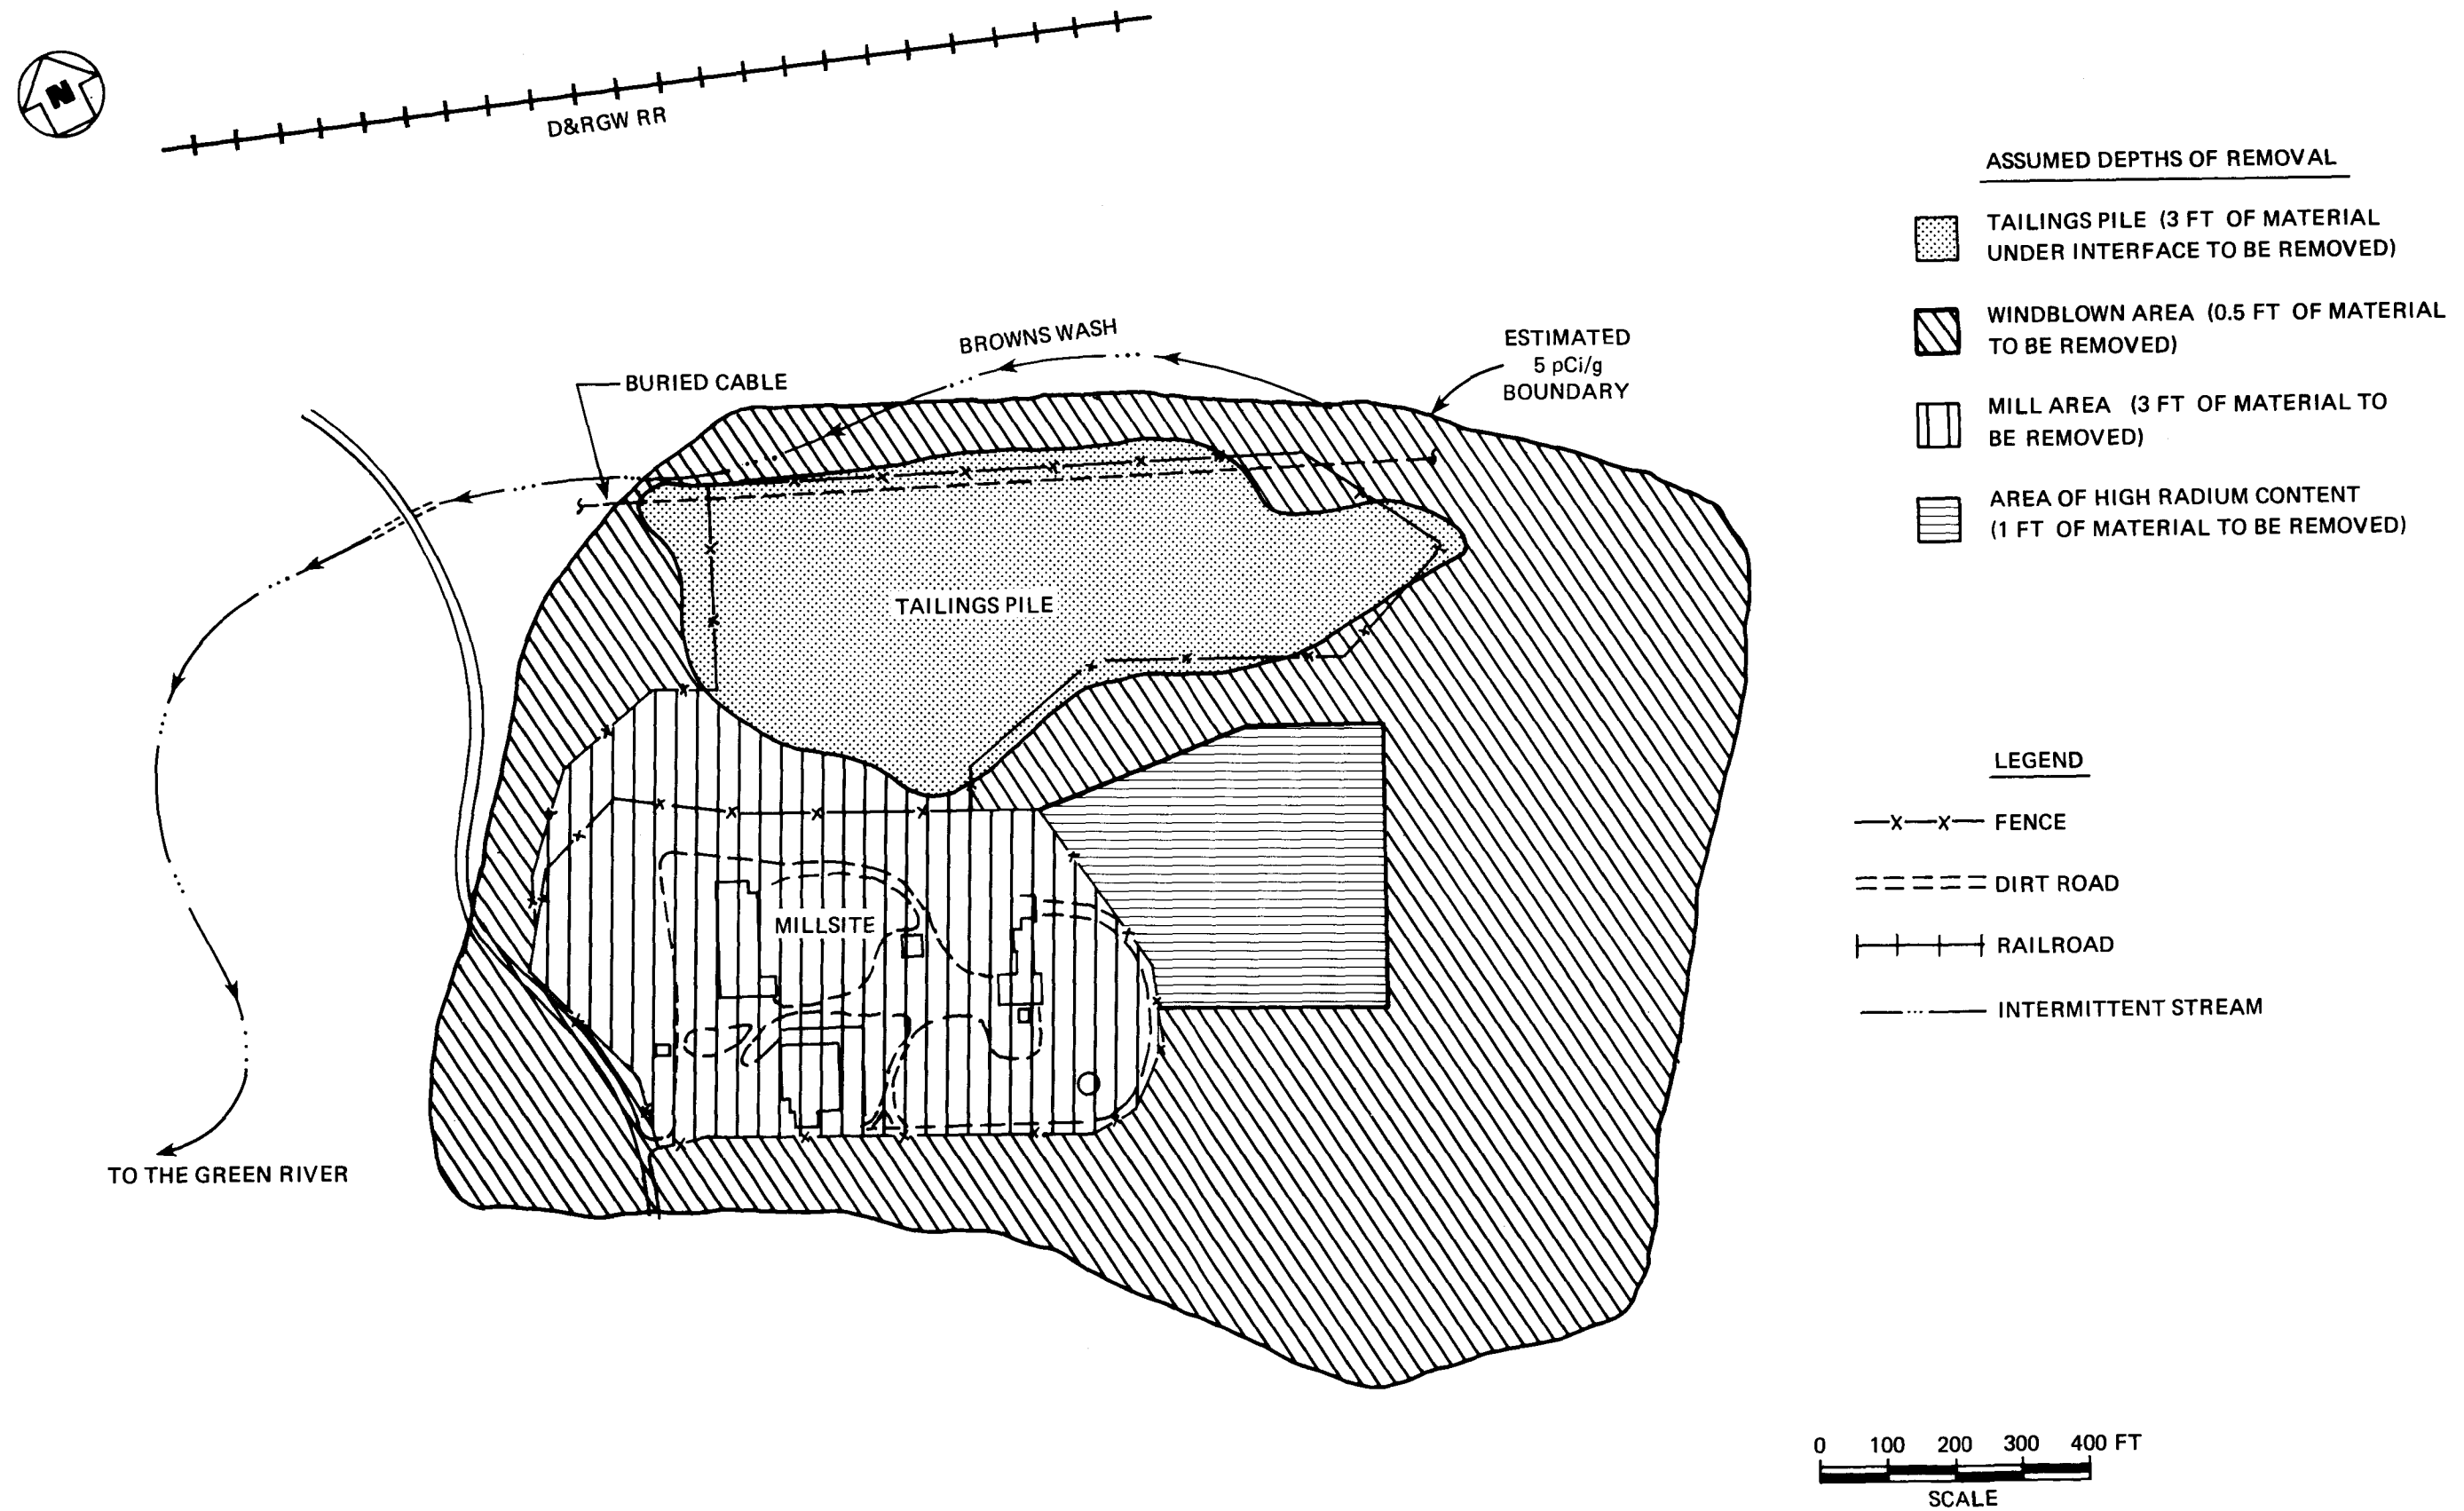 N
D&RGW RR
ASSUMED DEPTHS OF REMOVAL
TAILINGS PILE (3 FT OF MATERIAL
UNDER INTERFACE TO BE REMOVED)
WINDBLOWN AREA (0.5 FT OF MATERIAL
TO BE REMOVED)
MILL AREA (3 FT OF MATERIAL TO
BE REMOVED)
AREA OF HIGH RADIUM CONTENT
(1 FT OF MATERIAL TO BE REMOVED)
BROWNS WASH
ESTIMATED
5 pCi/g
BOUNDARY
BURIED CABLE
TAILINGS PILE
MILLSITE
TO THE GREEN RIVER
LEGEND
FENCE
DIRT ROAD
RAILROAD
INTERMITTENT STREAM
0 100 200 300 400 FT
SCALE